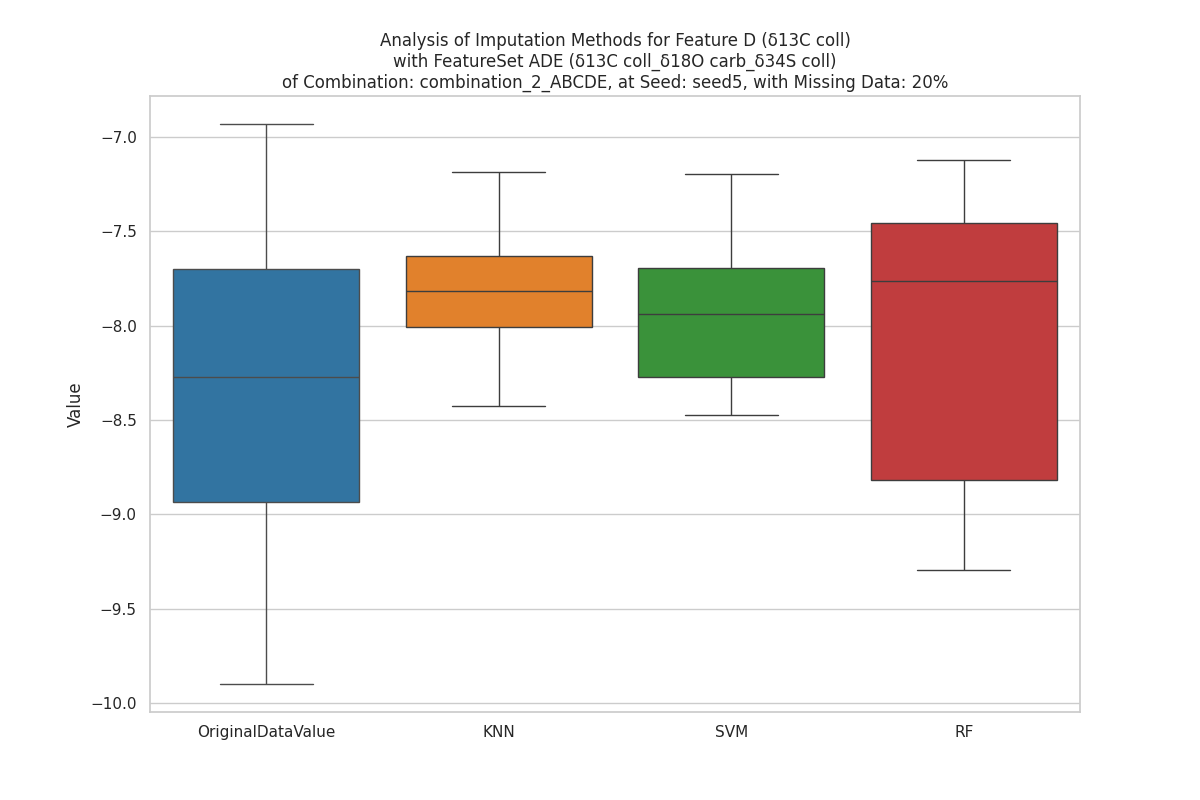 Analysis of Imputation Methods for Feature D (δ13C coll)
with FeatureSet ADE (δ13C coll_δ18O carb_δ34S coll)
of Combination: combination_2_ABCDE, at Seed: seed5, with Missing Data: 20%
Value
−7.0
−7.5
−8.0
−8.5
−9.0
−9.5
−10.0
OriginalDataValue
KNN
SVM
RF